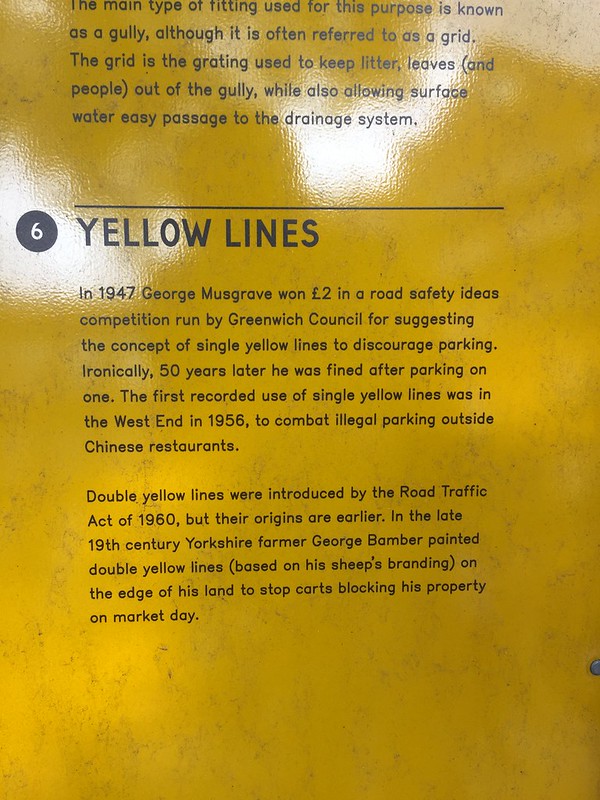 The main type of fitting used for this purpose is known
as a gully, although it is often referred to as a grid.
The grid is the grating used to keep litter, leaves (and
people) out of the gully, while also allowing surface
water easy passage to the drainage system.
6 YELLOW LINES
In 1947 George Musgrave won £2 in a road safety ideas
competition run by Greenwich Council for suggesting
the concept of single yellow lines to discourage parking.
Ironically, 50 years later he was fined after parking on
one. The first recorded use of single yellow lines was in
the West End in 1956, to combat illegal parking outside
Chinese restaurants.
Double yellow lines were introduced by the Road Traffic
Act of 1960, but their origins are earlier. In the late
19th century Yorkshire farmer George Bamber painted
double yellow lines (based on his sheep's branding) on
the edge of his land to stop carts blocking his property
on market day.